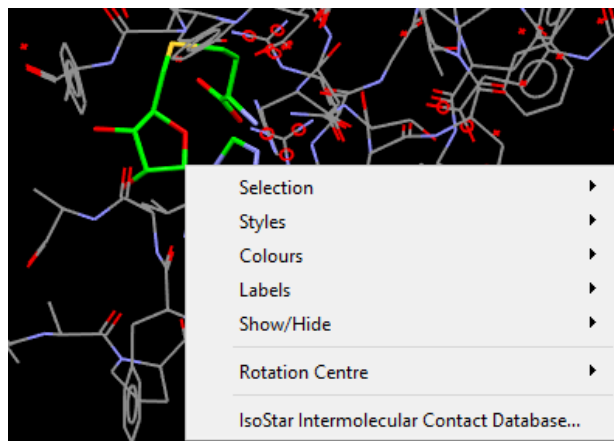 Selection
Styles
Colours
Labels
Show/Hide
Rotation Centre
IsoStar Intermolecular Contact Database...